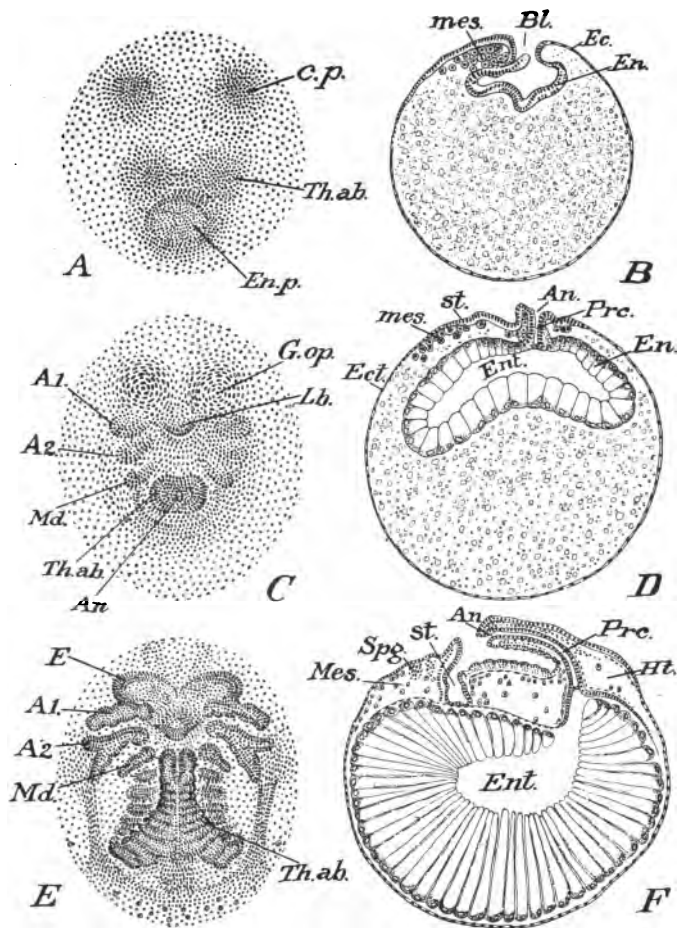 c.p.
Th.ab.
En.p.
A
mes.
Bl.
Ec.
En.
B
G.op.
A1.
Lb.
A2.
Md.
Th.ab.
An
C
st.
An.
Prc.
mes.
En.
Ect.
Ent.
D
E
A1.
A2
Md.
Th.ab.
E
An.
Prc.
st.
Spg
Mes.
Ht.
Ent.
F